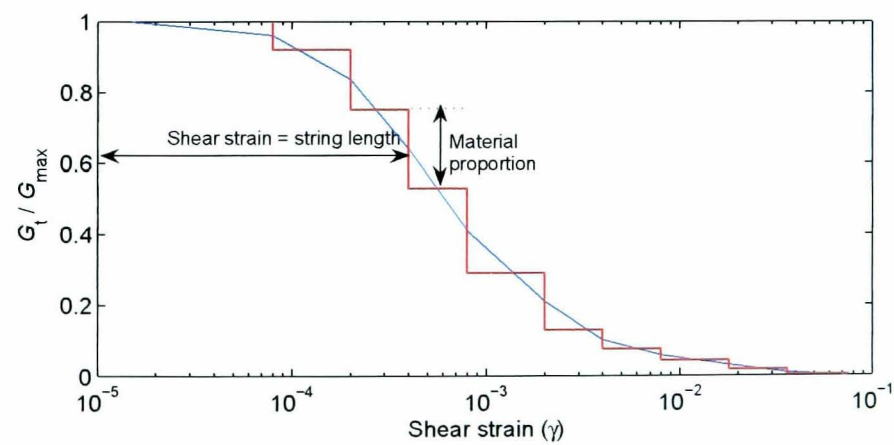 1
0.8
0.6
0.4
0.2
0
G_t / G_max
Shear strain = string length
Material
proportion
10^−5
10^−4
10^−3
10^−2
10^−1
Shear strain (γ)